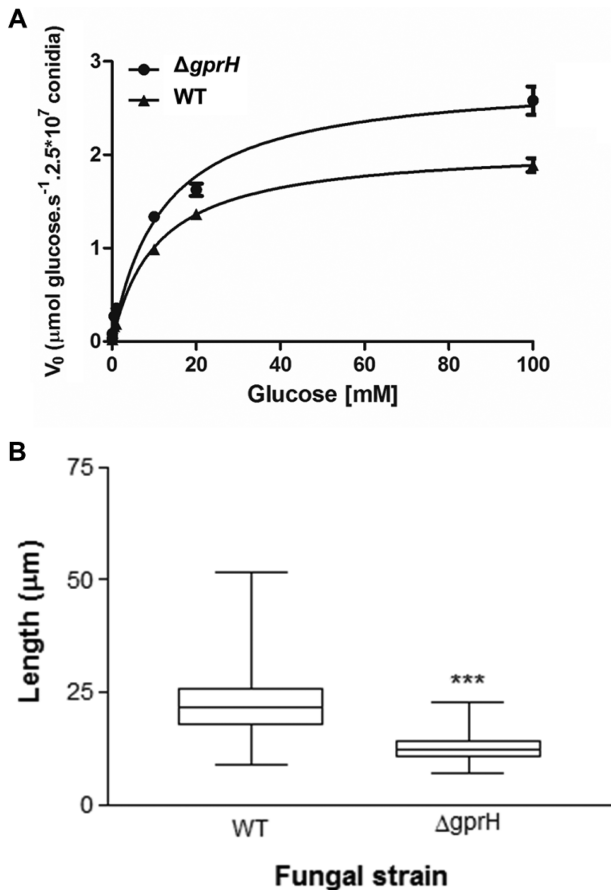 A
ΔgprH
WT
V₀ (μmol glucose.s⁻¹.2.5*10⁷ conidia)
3
2
1
0
0 20 40 60 80 100
Glucose [mM]
B
Length (μm)
75
50
25
0
***
WT ΔgprH
Fungal strain